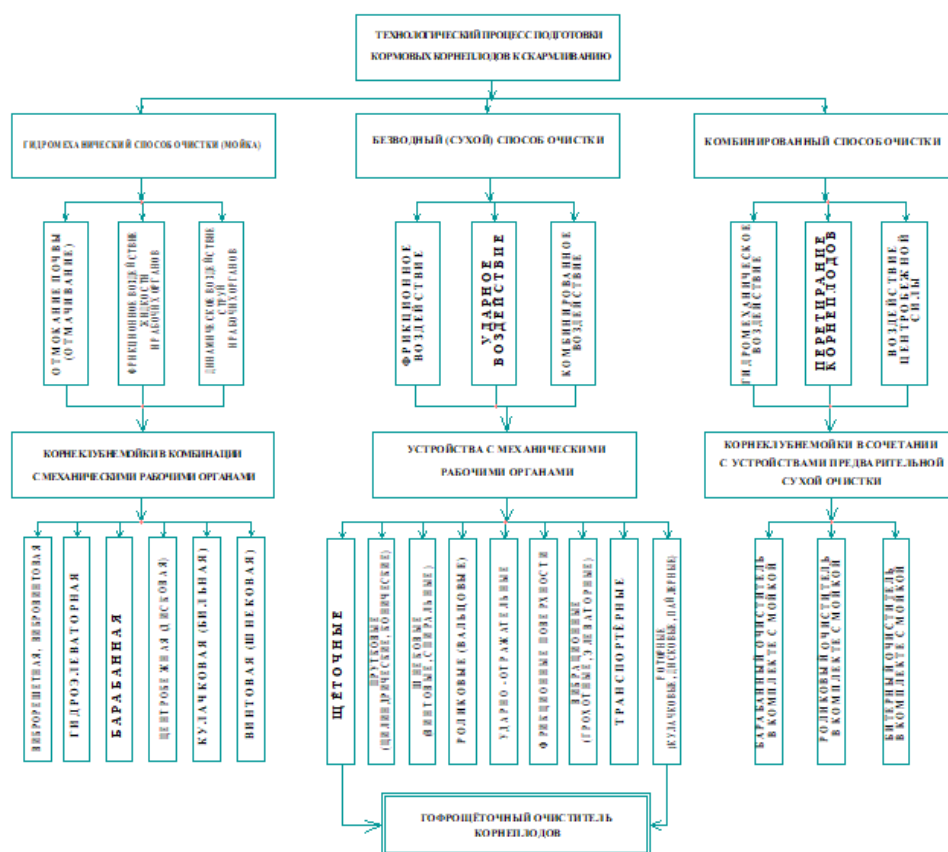 ТЕХНОЛОГИЧЕСКИЙ ПРОЦЕСС ПОДГОТОВКИ
КОРМОВЫХ КОРНЕПЛОДОВ К СКАРМЛИВАНИЮ
ГИДРОМЕХАНИЧЕСКИЙ СПОСОБ ОЧИСТКИ (МОЙКА)
БЕЗВОДНЫЙ (СУХОЙ) СПОСОБ ОЧИСТКИ
КОМБИНИРОВАННЫЙ СПОСОБ ОЧИСТКИ
ОТМОКАНИЕ ПОЧВЫ
(ОТМАЧИВАНИЕ)
ФРИКЦИОННОЕ ВОЗДЕЙСТВИЕ
ЖИДКОСТИ
И РАБОЧИХ ОРГАНОВ
ДИНАМИЧЕСКОЕ ВОЗДЕЙСТВИЕ
СТРУЙ
И РАБОЧИХ ОРГАНОВ
ФРИКЦИОННОЕ
ВОЗДЕЙСТВИЕ
УДАРНОЕ
ВОЗДЕЙСТВИЕ
КОМБИНИРОВАННОЕ
ВОЗДЕЙСТВИЕ
ГИДРОМЕХАНИЧЕСКОЕ
ВОЗДЕЙСТВИЕ
ПЕРЕТИРАНИЕ
КОРНЕПЛОДОВ
ВОЗДЕЙСТВИЕ
ЦЕНТРОБЕЖНОЙ
СИЛЫ
КОРНЕКЛУБНЕМОЙКИ В КОМБИНАЦИИ
С МЕХАНИЧЕСКИМИ РАБОЧИМИ ОРГАНАМИ
УСТРОЙСТВА С МЕХАНИЧЕСКИМИ
РАБОЧИМИ ОРГАНАМИ
КОРНЕКЛУБНЕМОЙКИ В СОЧЕТАНИИ
С УСТРОЙСТВАМИ ПРЕДВАРИТЕЛЬНОЙ
СУХОЙ ОЧИСТКИ
ВИБРОРЕШЕТНАЯ, ВИБРОВИНТОВАЯ
ГИДРОЭЛЕВАТОРНАЯ
БАРАБАННАЯ
ЦЕНТРОБЕЖНАЯ (ДИСКОВАЯ)
КУЛАЧКОВАЯ (БИЛЬНАЯ)
ВИНТОВАЯ (ШНЕКОВАЯ)
ЩЁТОЧНЫЕ
ПРУТКОВЫЕ
(ЦИЛИНДРИЧЕСКИЕ, КОНИЧЕСКИЕ)
ШНЕКОВЫЕ
(ВИНТОВЫЕ, СПИРАЛЬНЫЕ)
РОЛИКОВЫЕ (ВАЛЬЦОВЫЕ)
УДАРНО-ОТРАЖАТЕЛЬНЫЕ
ФРИКЦИОННЫЕ ПОВЕРХНОСТИ
ВИБРАЦИОННЫЕ
(ГРОХОТНЫЕ, ЭЛЕВАТОРНЫЕ)
ТРАНСПОРТЁРНЫЕ
РОТОРНЫЕ
(КУЛАЧКОВЫЕ, ДИСКОВЫЕ, ПАЙЛЕРНЫЕ)
БАРАБАННЫЙ ОЧИСТИТЕЛЬ
В КОМПЛЕКТЕ С МОЙКОЙ
РОЛИКОВЫЙ ОЧИСТИТЕЛЬ
В КОМПЛЕКТЕ С МОЙКОЙ
БИТЕРНЫЙ ОЧИСТИТЕЛЬ
В КОМПЛЕКТЕ С МОЙКОЙ
ГОФРОЩЁТОЧНЫЙ ОЧИСТИТЕЛЬ
КОРНЕПЛОДОВ